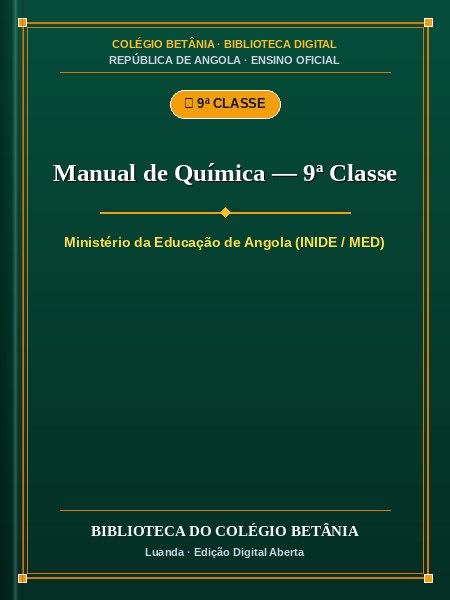 COLÉGIO BETÂNIA · BIBLIOTECA DIGITAL
REPÚBLICA DE ANGOLA · ENSINO OFICIAL
9ª CLASSE
Manual de Química — 9ª Classe
Ministério da Educação de Angola (INIDE / MED)
BIBLIOTECA DO COLÉGIO BETÂNIA
Luanda · Edição Digital Aberta